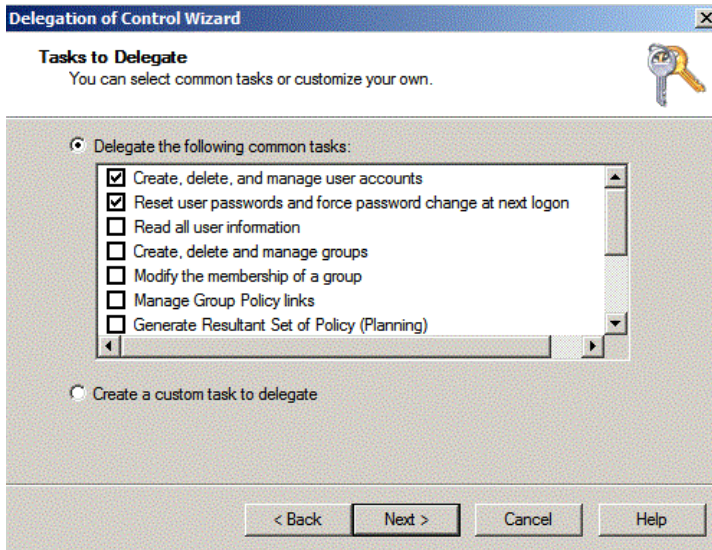 Delegation of Control Wizard
Tasks to Delegate
You can select common tasks or customize your own.
Delegate the following common tasks:
Create, delete, and manage user accounts
Reset user passwords and force password change at next logon
Read all user information
Create, delete and manage groups
Modify the membership of a group
Manage Group Policy links
Generate Resultant Set of Policy (Planning)
Create a custom task to delegate
< Back Next > Cancel Help